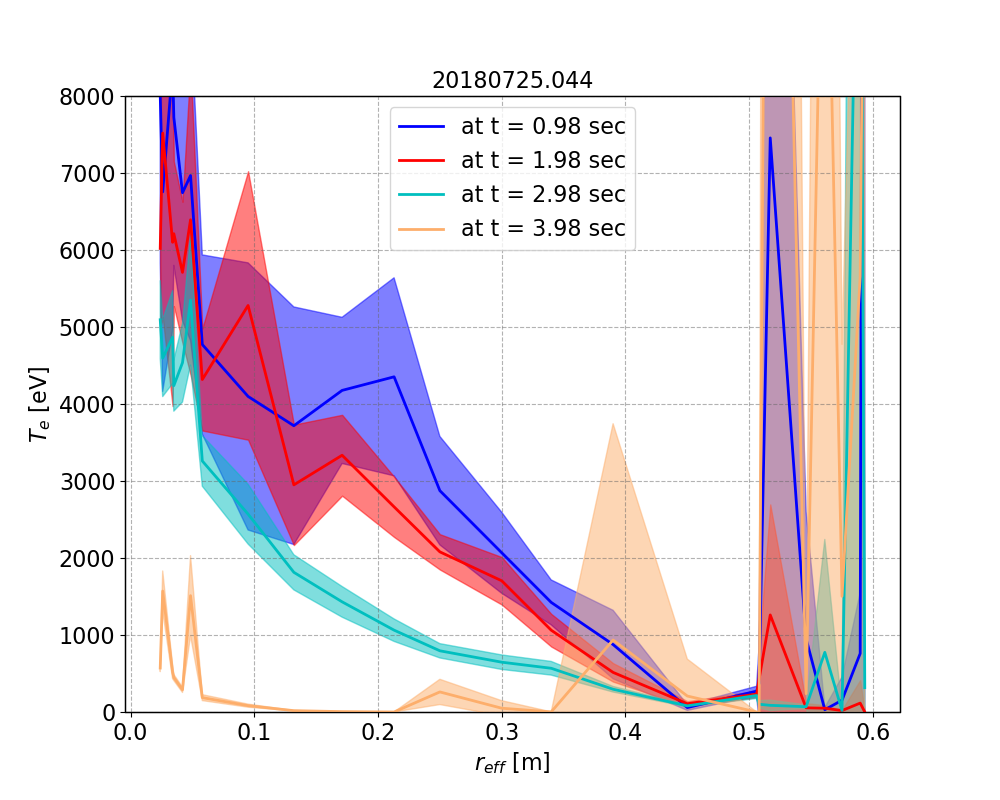 20180725.044
8000
7000
6000
5000
4000
3000
2000
1000
0
T_e [eV]
at t = 0.98 sec
at t = 1.98 sec
at t = 2.98 sec
at t = 3.98 sec
0.0 0.1 0.2 0.3 0.4 0.5 0.6
r_eff [m]